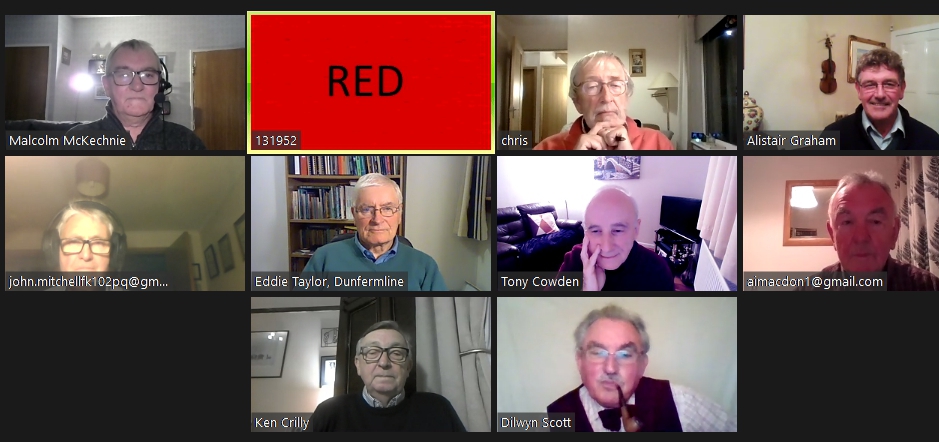 Malcolm McKechnie
RED
131952
chris
Alistair Graham
john.mitchellfk102pq@gm...
Eddie Taylor, Dunfermline
Tony Cowden
aimacdon1@gmail.com
Ken Crilly
Dilwyn Scott